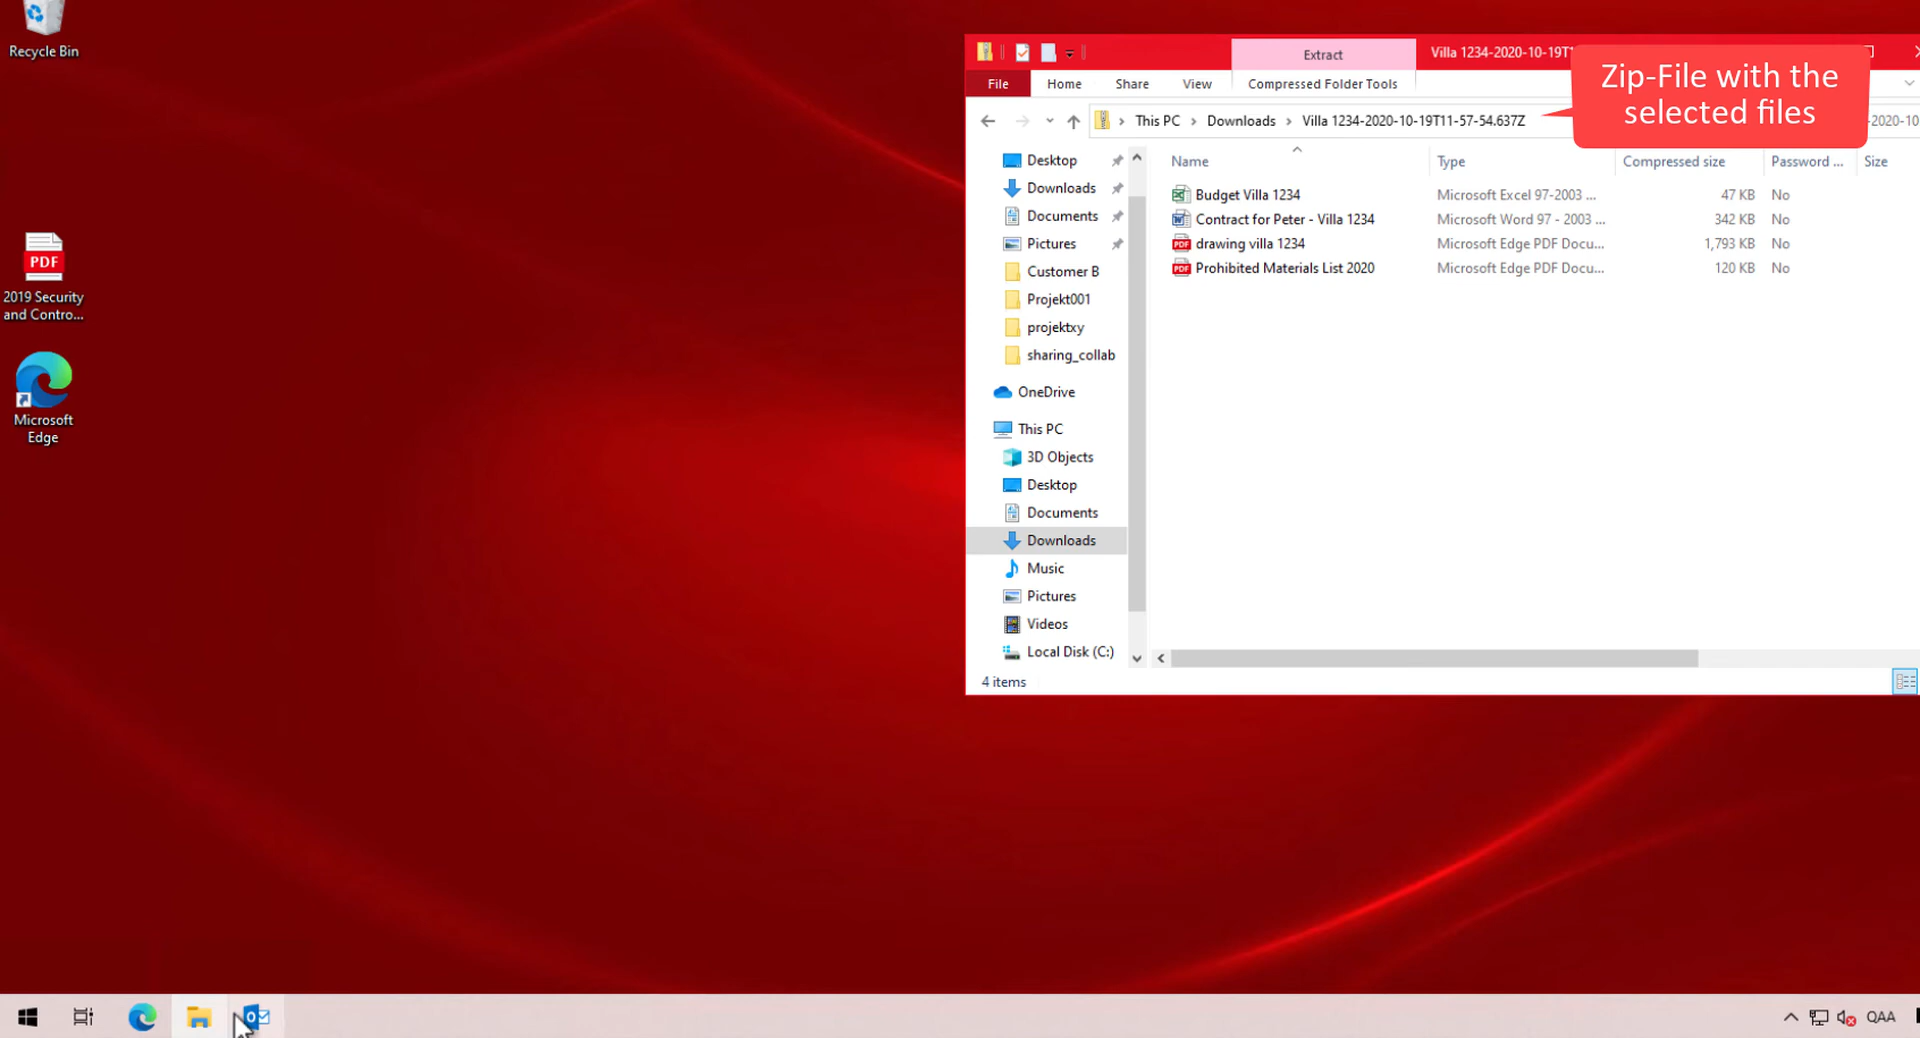 Recycle Bin
PDF
2019 Security
and Contro...
Microsoft
Edge
Extract
Villa 1234-2020-10-19T1
File
Home
Share
View
Compressed Folder Tools
Zip-File with the
selected files
This PC
Downloads
Villa 1234-2020-10-19T11-57-54.637Z
-2020-10
Desktop
Downloads
Documents
Pictures
Customer B
Projekt001
projektxy
sharing_collab
OneDrive
This PC
3D Objects
Desktop
Documents
Downloads
Music
Pictures
Videos
Local Disk (C:)
Name Type Compressed size Password ... Size
Budget Villa 1234 Microsoft Excel 97-2003 ... 47 KB No
Contract for Peter - Villa 1234 Microsoft Word 97 - 2003 ... 342 KB No
PDF drawing villa 1234 Microsoft Edge PDF Docu... 1,793 KB No
PDF Prohibited Materials List 2020 Microsoft Edge PDF Docu... 120 KB No
4 items
QAA